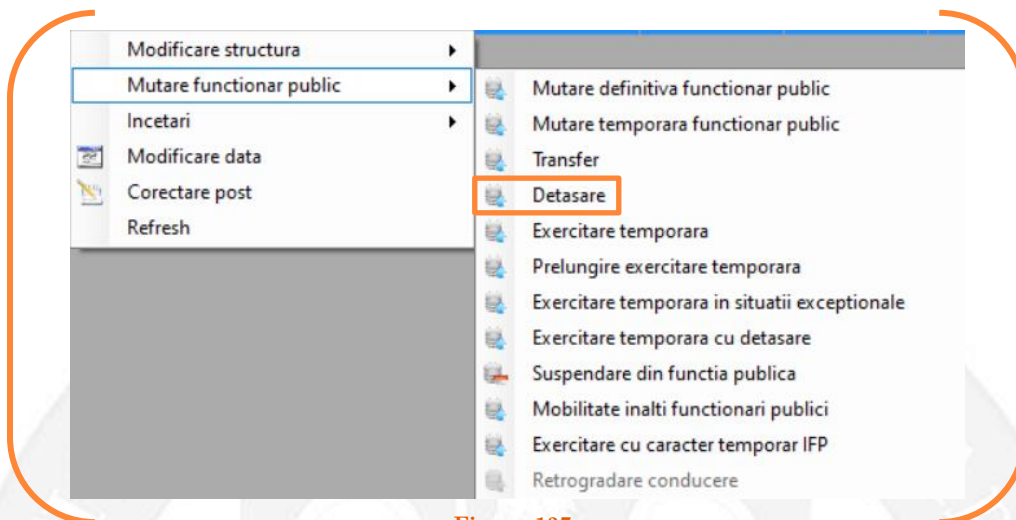 Modificare structura
Mutare functionar public
Incetari
Modificare data
Corectare post
Refresh
Mutare definitiva functionar public
Mutare temporara functionar public
Transfer
Detasare
Exercitare temporara
Prelungire exercitare temporara
Exercitare temporara in situatii exceptionale
Exercitare temporara cu detasare
Suspendare din functia publica
Mobilitate inalti functionari publici
Exercitare cu caracter temporar IFP
Retrogradare conducere